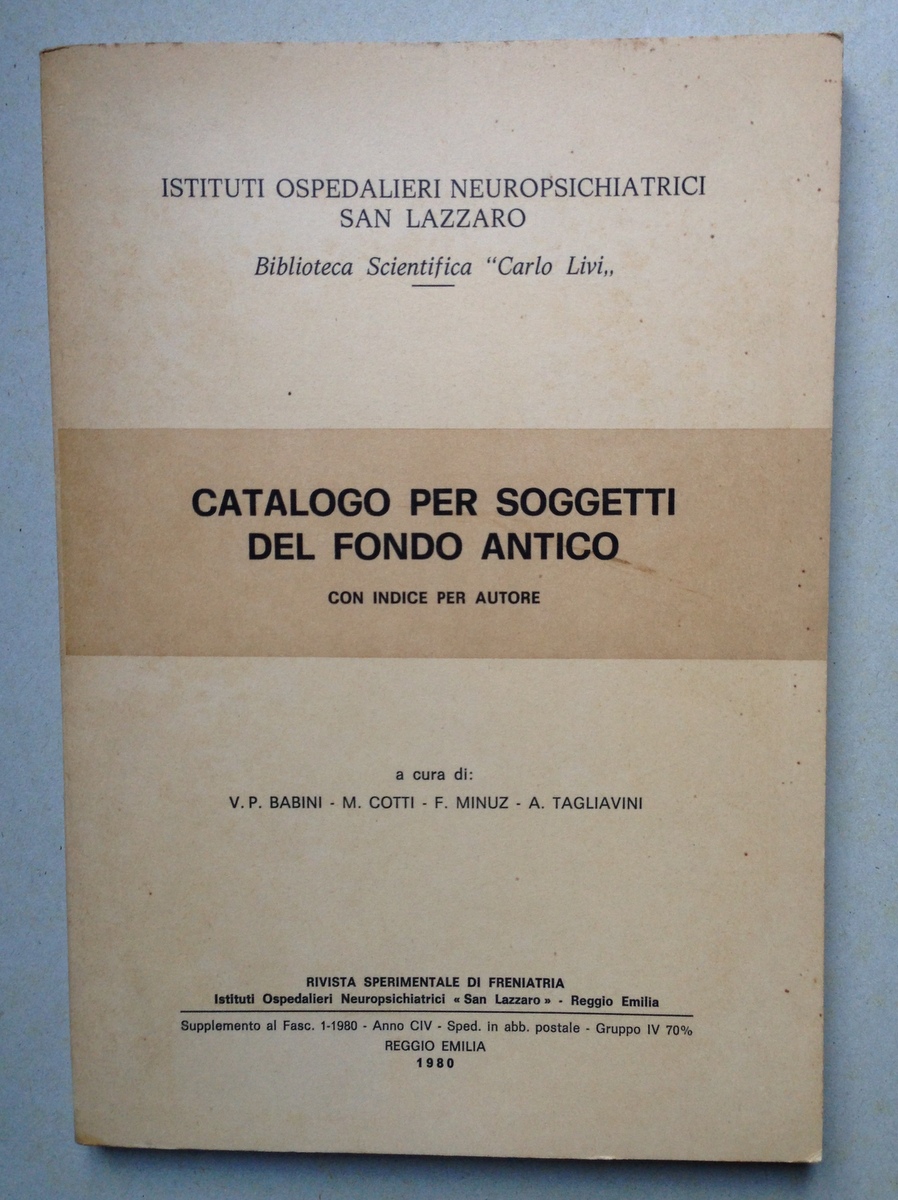 ISTITUTI OSPEDALIERI NEUROPSICHIATRICI
SAN LAZZARO
Biblioteca Scientifica “Carlo Livi„
CATALOGO PER SOGGETTI
DEL FONDO ANTICO
CON INDICE PER AUTORE
a cura di:
V. P. BABINI - M. COTTI - F. MINUZ - A. TAGLIAVINI
RIVISTA SPERIMENTALE DI FRENIATRIA
Istituti Ospedalieri Neuropsichiatrici « San Lazzaro » - Reggio Emilia
Supplemento al Fasc. 1-1980 - Anno CIV - Sped. in abb. postale - Gruppo IV 70%
REGGIO EMILIA
1980